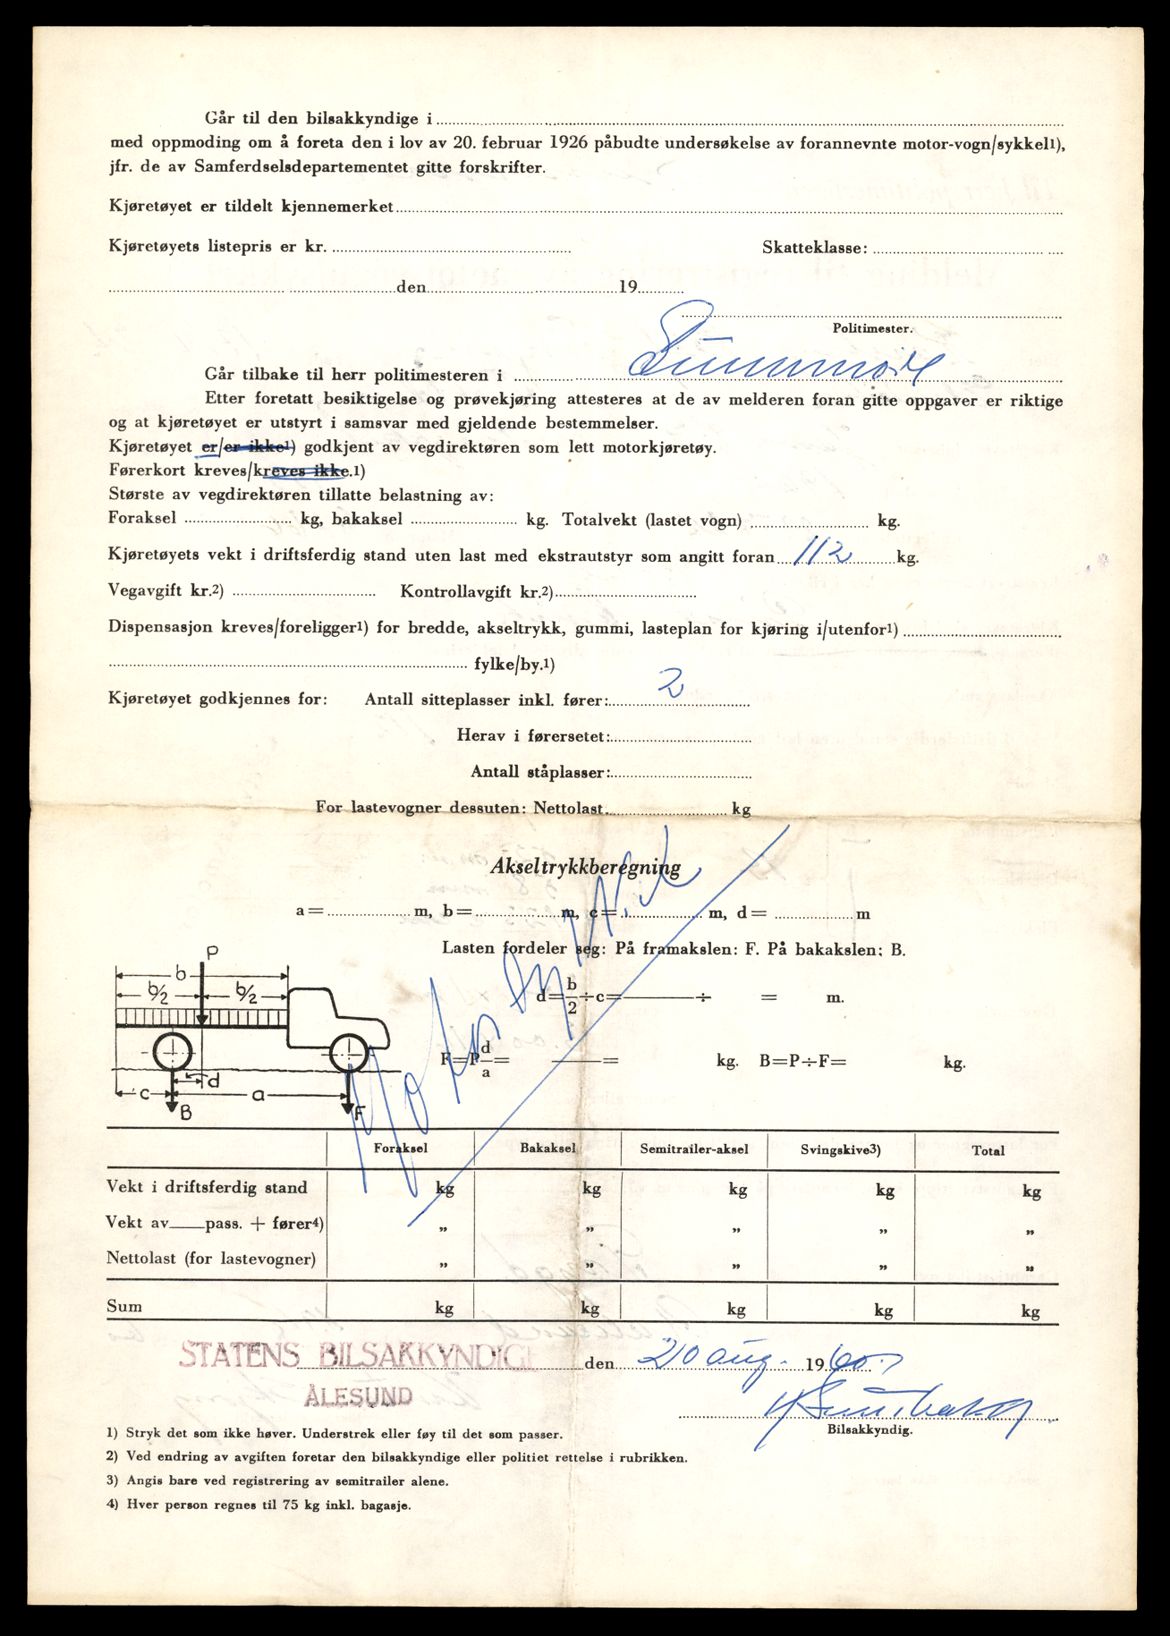 Går til den bilsakkyndige i
med oppmoding om å foreta den i lov av 20. februar 1926 påbudte undersøkelse av forannevnte motor-vogn/sykkel1),
jfr. de av Samferdselsdepartementet gitte forskrifter.
Kjøretøyet er tildelt kjennemerket
Kjøretøyets listepris er kr. Skatteklasse:
den 19
Politimester.
Går tilbake til herr politimesteren i Sunnmøre
Etter foretatt besiktigelse og prøvekjøring attesteres at de av melderen foran gitte oppgaver er riktige
og at kjøretøyet er utstyrt i samsvar med gjeldende bestemmelser.
Kjøretøyet er/er ikke1) godkjent av vegdirektøren som lett motorkjøretøy.
Førerkort kreves/kreves ikke.1)
Største av vegdirektøren tillatte belastning av:
Foraksel kg, bakaksel kg. Totalvekt (lastet vogn) kg.
Kjøretøyets vekt i driftsferdig stand uten last med ekstrautstyr som angitt foran 112 kg.
Vegavgift kr.2) Kontrollavgift kr.2)
Dispensasjon kreves/foreligger1) for bredde, akseltrykk, gummi, lasteplan for kjøring i/utenfor1)
fylke/by.1)
Kjøretøyet godkjennes for: Antall sitteplasser inkl. fører: 2
Herav i førersetet:
Antall ståplasser:
For lastevogner dessuten: Nettolast kg
Akseltrykkberegning
a= m, b= m, c= m, d= m
Lasten fordeler seg: På framakslen: F. På bakakslen: B.
P
b
b/2 b/2
d= b/2 ÷c= ÷ = m.
F=P d/a = = kg. B=P÷F= kg.
c d a
B F
Motorsykkel
Foraksel Bakaksel Semitrailer-aksel Svingskive3) Total
Vekt i driftsferdig stand kg kg kg kg kg
Vekt av pass. + fører4) „ „ „ „ „
Nettolast (for lastevogner) „ „ „ „ „
Sum kg kg kg kg kg
STATENS BILSAKKYNDIGE den 20 aug. 1960
ÅLESUND
Bilsakkyndig.
1) Stryk det som ikke høver. Understrek eller føy til det som passer.
2) Ved endring av avgiften foretar den bilsakkyndige eller politiet rettelse i rubrikken.
3) Angis bare ved registrering av semitrailer alene.
4) Hver person regnes til 75 kg inkl. bagasje.